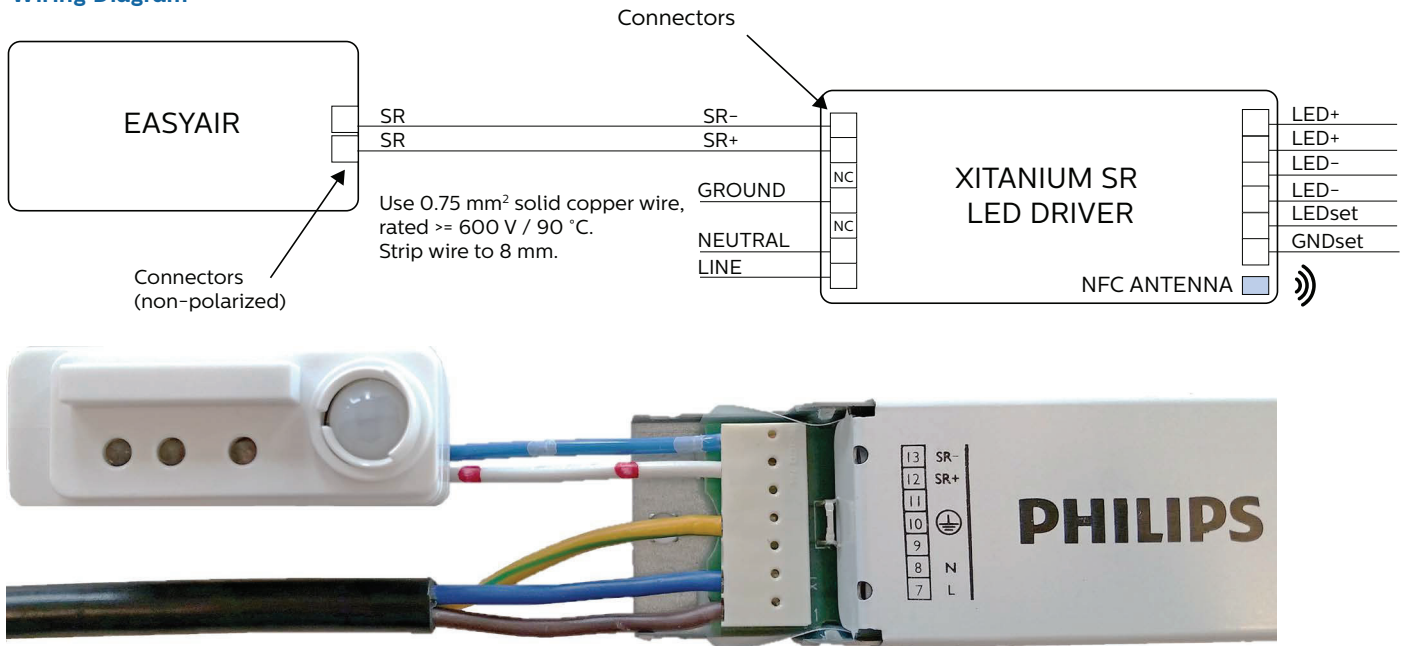 Wiring Diagram
Connectors
EASYAIR
SR
SR
SR-
SR+
NC
GROUND
NC
NEUTRAL
LINE
XITANIUM SR
LED DRIVER
LED+
LED+
LED-
LED-
LEDset
GNDset
NFC ANTENNA
Use 0.75 mm² solid copper wire,
rated >= 600 V / 90 °C.
Strip wire to 8 mm.
Connectors
(non-polarized)
13 SR-
12 SR+
11
10
9
8 N
7 L
PHILIPS